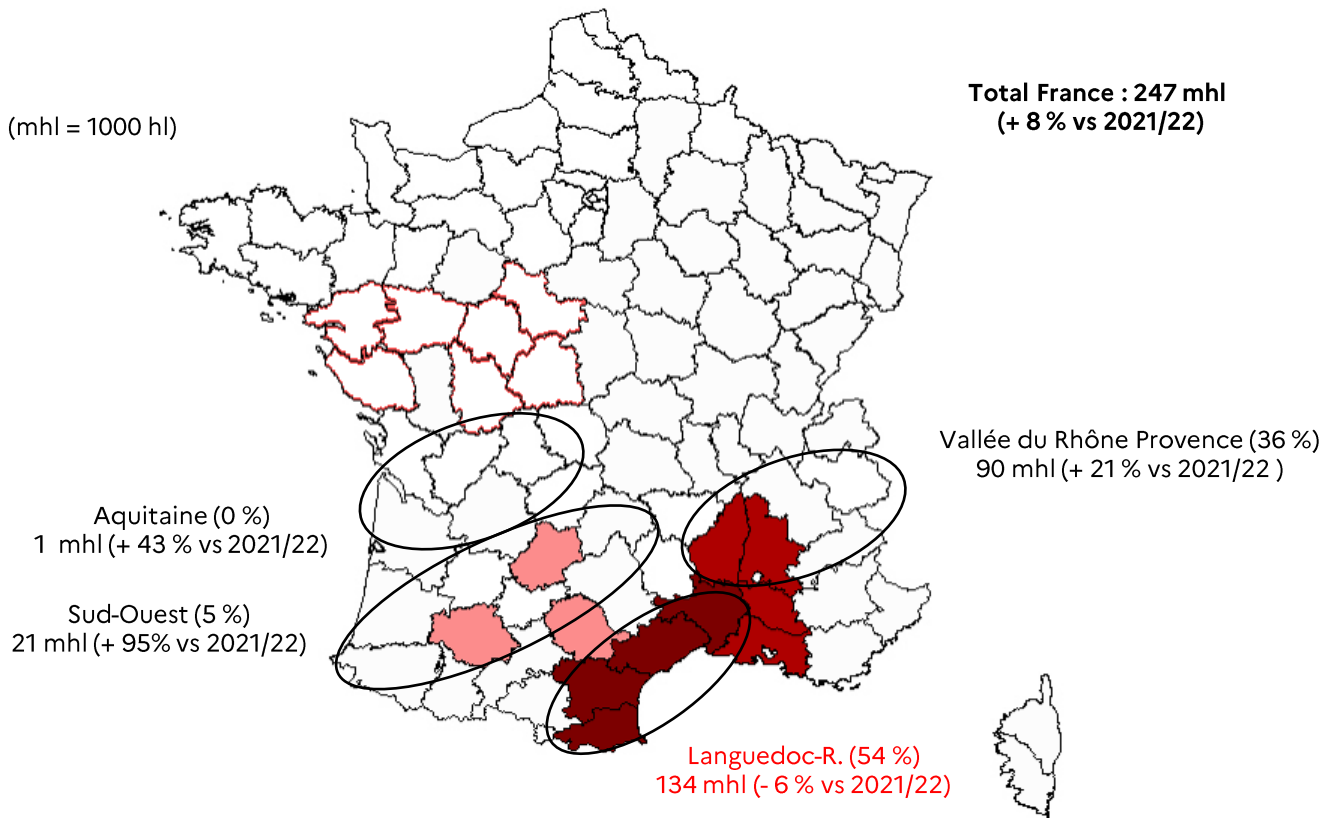 Total France : 247 mhl
(+ 8 % vs 2021/22)
(mhl = 1000 hl)
Vallée du Rhône Provence (36 %)
90 mhl (+ 21 % vs 2021/22 )
Aquitaine (0 %)
1 mhl (+ 43 % vs 2021/22)
Sud-Ouest (5 %)
21 mhl (+ 95% vs 2021/22)
Languedoc-R. (54 %)
134 mhl (- 6 % vs 2021/22)